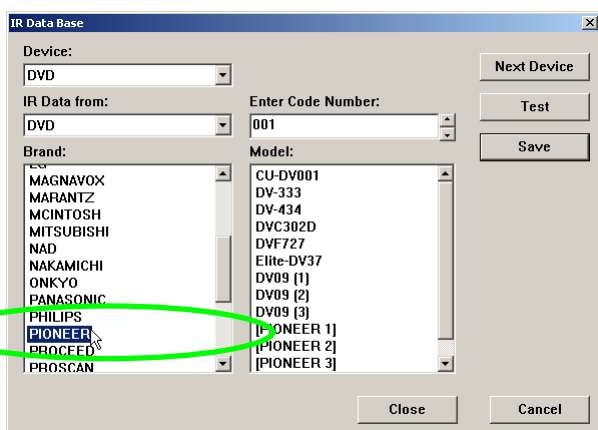 IR Data Base
Device:
DVD
Next Device
IR Data from:
DVD
Enter Code Number:
001
Test
Save
Brand:
LG
MAGNAVOX
MARANTZ
MCINTOSH
MITSUBISHI
NAD
NAKAMICHI
ONKYO
PANASONIC
PHILIPS
PIONEER
PROCEED
PROSCAN
Model:
CU-DV001
DV-333
DV-434
DVC302D
DVF727
Elite-DV37
DV09 (1)
DV09 (2)
DV09 (3)
[PIONEER 1]
[PIONEER 2]
[PIONEER 3]
Close
Cancel